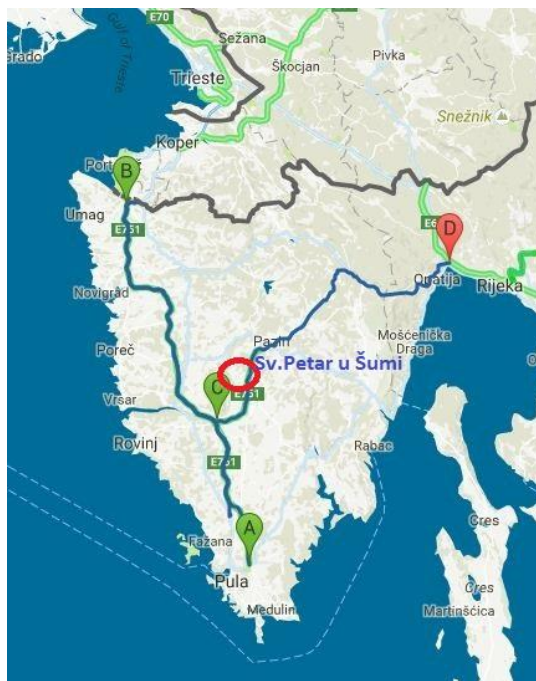 E70
Gulf of Trieste
Sežana
Pivka
Škocjan
Trieste
Snežnik
Koper
B
Umag
E751
D
Opatija
Rijeka
Novigrad
Pazin
Mošćenička
Draga
Sv.Petar u Šumi
Poreč
C
E751
Vrsar
Rovinj
Rabac
E751
A
Cres
Fažana
Pula
Cres
Medulin
Martinšćica